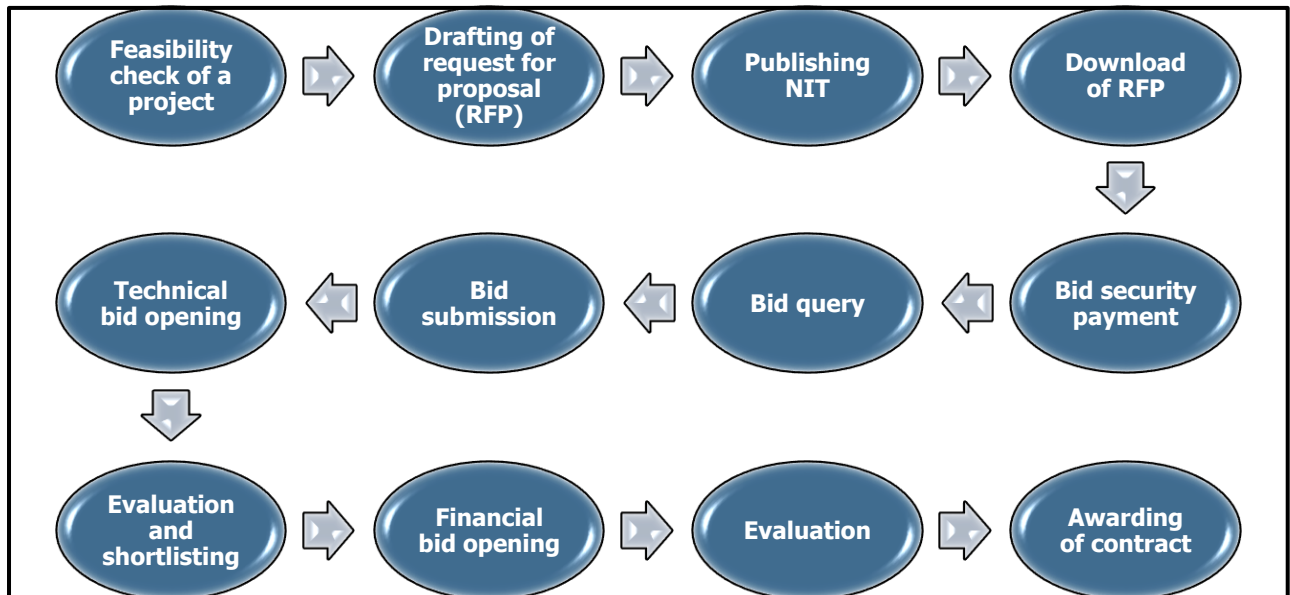 Feasibility
check of a
project
Drafting of
request for
proposal
(RFP)
Publishing
NIT
Download
of RFP
Bid security
payment
Bid query
Bid
submission
Technical
bid opening
Evaluation
and
shortlisting
Financial
bid opening
Evaluation
Awarding
of contract